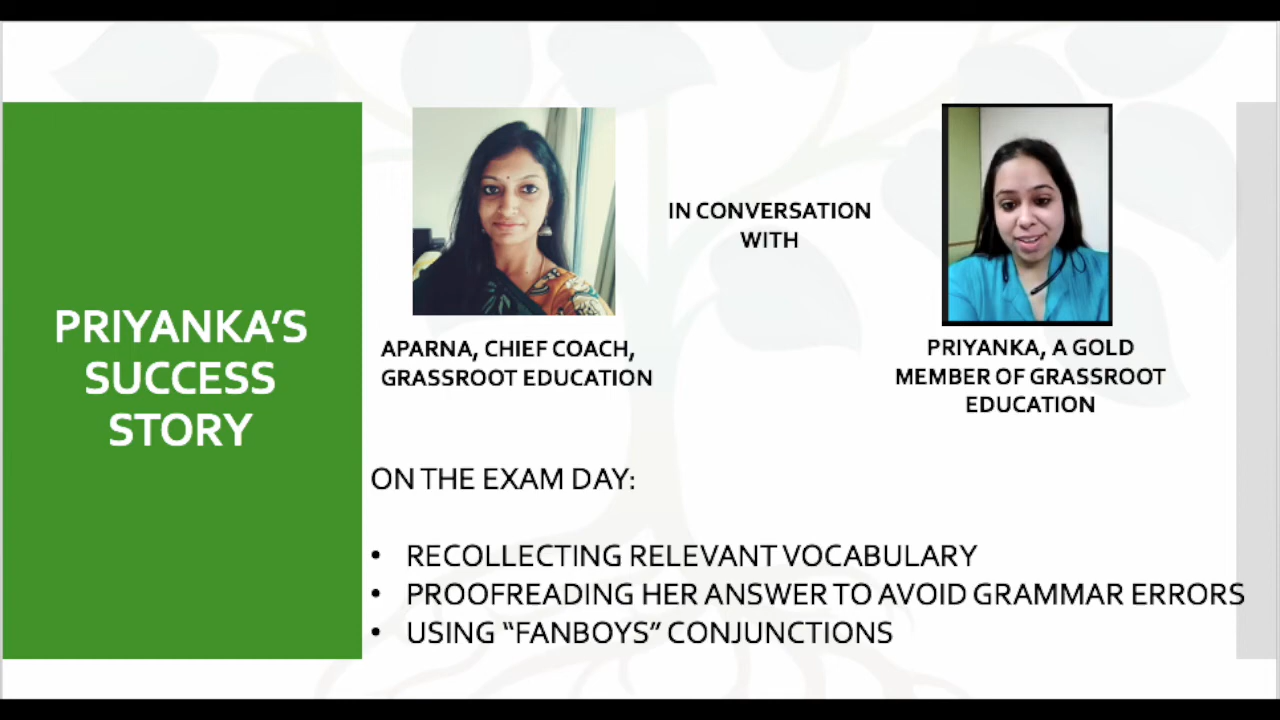 PRIYANKA'S
SUCCESS
STORY
APARNA, CHIEF COACH,
GRASSROOT EDUCATION
IN CONVERSATION
WITH
PRIYANKA, A GOLD
MEMBER OF GRASSROOT
EDUCATION
ON THE EXAM DAY:
• RECOLLECTING RELEVANT VOCABULARY
• PROOFREADING HER ANSWER TO AVOID GRAMMAR ERRORS
• USING “FANBOYS” CONJUNCTIONS